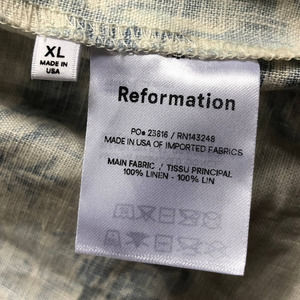 XL
MADE IN
USA
Reformation
PO# 23816 / RN143248
MADE IN USA OF IMPORTED FABRICS
MAIN FABRIC / TISSU PRINCIPAL
100% LINEN - 100% LIN